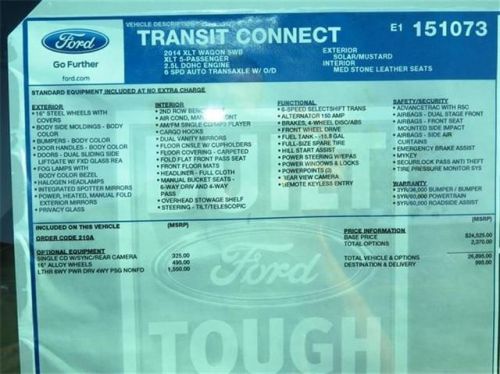 Ford
Go Further
ford.com
VEHICLE DESCRIPTION
TRANSIT CONNECT
E1 151073
2014 XLT WAGON SWB
XLT 5-PASSENGER
2.5L DOHC ENGINE
6 SPD AUTO TRANSAXLE W/ O/D
EXTERIOR
SOLAR/MUSTARD
INTERIOR
MED STONE LEATHER SEATS
STANDARD EQUIPMENT INCLUDED AT NO EXTRA CHARGE
EXTERIOR
• 16" STEEL WHEELS WITH
COVERS
• BODY SIDE MOLDINGS - BODY
COLOR
• BUMPERS - BODY COLOR
• DOOR HANDLES - BODY COLOR
• DOORS - DUAL SLIDING SIDE
• LIFTGATE W/ FXD GLASS REA
• FOG LAMPS WITH
BODY COLOR BEZEL
• HALOGEN HEADLAMPS
• INTEGRATED SPOTTER MIRRORS
• POWER, HEATED, MANUAL FOLD
EXTERIOR MIRRORS
• PRIVACY GLASS
INTERIOR
• 2ND ROW BENCH
• AIR COND, MANUAL FRONT
• AM/FM SINGLE CD/MP3 PLAYER
• CARGO HOOKS
• DUAL VANITY MIRRORS
• FLOOR CNSLE W/ CUPHOLDERS
• FLOOR COVERING - CARPETED
• FOLD FLAT FRONT PASS SEAT
• FRONT FLOOR MATS
• HEADLINER - FULL CLOTH
• MANUAL BUCKET SEATS -
6-WAY DRIV AND 4-WAY
PASS
• OVERHEAD STOWAGE SHELF
• STEERING - TILT/TELESCOPIC
FUNCTIONAL
• 6-SPEED SELECTSHIFT TRANS
• ALTERNATOR 150 AMP
• BRAKES, 4-WHEEL DISC/ABS
• FRONT WHEEL DRIVE
• FUEL TANK - 15.8 GAL
• FULL-SIZE SPARE TIRE
• HILL START ASSIST
• POWER STEERING W/EPAS
• POWER WINDOWS & LOCKS
• POWERPOINTS (3)
• REAR VIEW CAMERA
• REMOTE KEYLESS ENTRY
SAFETY/SECURITY
• ADVANCETRAC WITH RSC
• AIRBAGS - DUAL STAGE FRONT
• AIRBAGS - FRONT SEAT
MOUNTED SIDE IMPACT
• AIRBAGS - SIDE AIR
CURTAINS
• EMERGENCY BRAKE ASSIST
• MYKEY
• SECURILOCK PASS ANTI THEFT
• TIRE PRESSURE MONITOR SYS
WARRANTY
• 3YR/36,000 BUMPER / BUMPER
• 5YR/60,000 POWERTRAIN
• 5YR/60,000 ROADSIDE ASSIST
INCLUDED ON THIS VEHICLE
(MSRP)
ORDER CODE 210A
OPTIONAL EQUIPMENT
SINGLE CD W/SYNC/REAR CAMERA 325.00
16" ALLOY WHEELS 495.00
LTHR 6WY PWR DRV 4WY PSG NONFD 1,550.00
PRICE INFORMATION
(MSRP)
BASE PRICE $24,525.00
TOTAL OPTIONS 2,370.00
TOTAL VEHICLE & OPTIONS 26,895.00
DESTINATION & DELIVERY 995.00
Ford
TOUGH